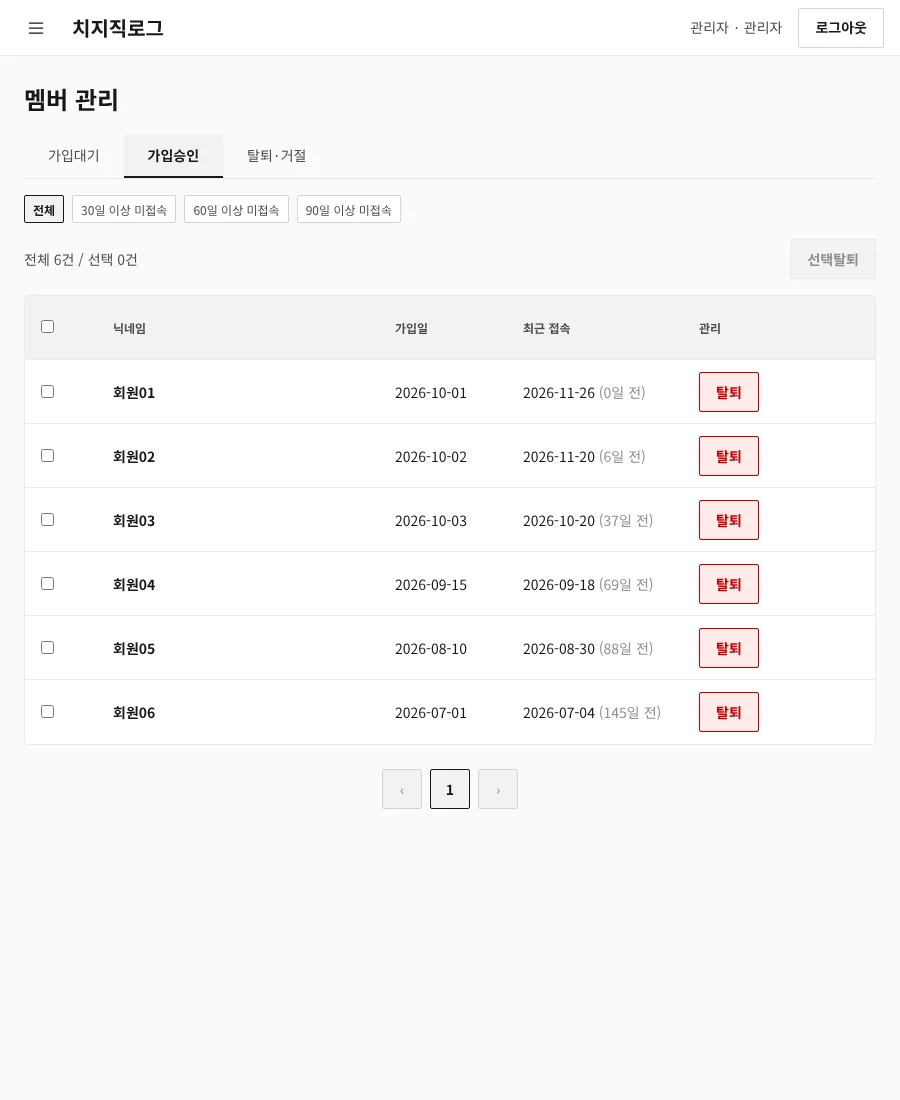 치지직로그
관리자 · 관리자
로그아웃
멤버 관리
가입대기
가입승인
탈퇴·거절
전체
30일 이상 미접속
60일 이상 미접속
90일 이상 미접속
전체 6건 / 선택 0건
선택탈퇴
닉네임 가입일 최근 접속 관리
회원01 2026-10-01 2026-11-26 (0일 전) 탈퇴
회원02 2026-10-02 2026-11-20 (6일 전) 탈퇴
회원03 2026-10-03 2026-10-20 (37일 전) 탈퇴
회원04 2026-09-15 2026-09-18 (69일 전) 탈퇴
회원05 2026-08-10 2026-08-30 (88일 전) 탈퇴
회원06 2026-07-01 2026-07-04 (145일 전) 탈퇴
‹ 1 ›